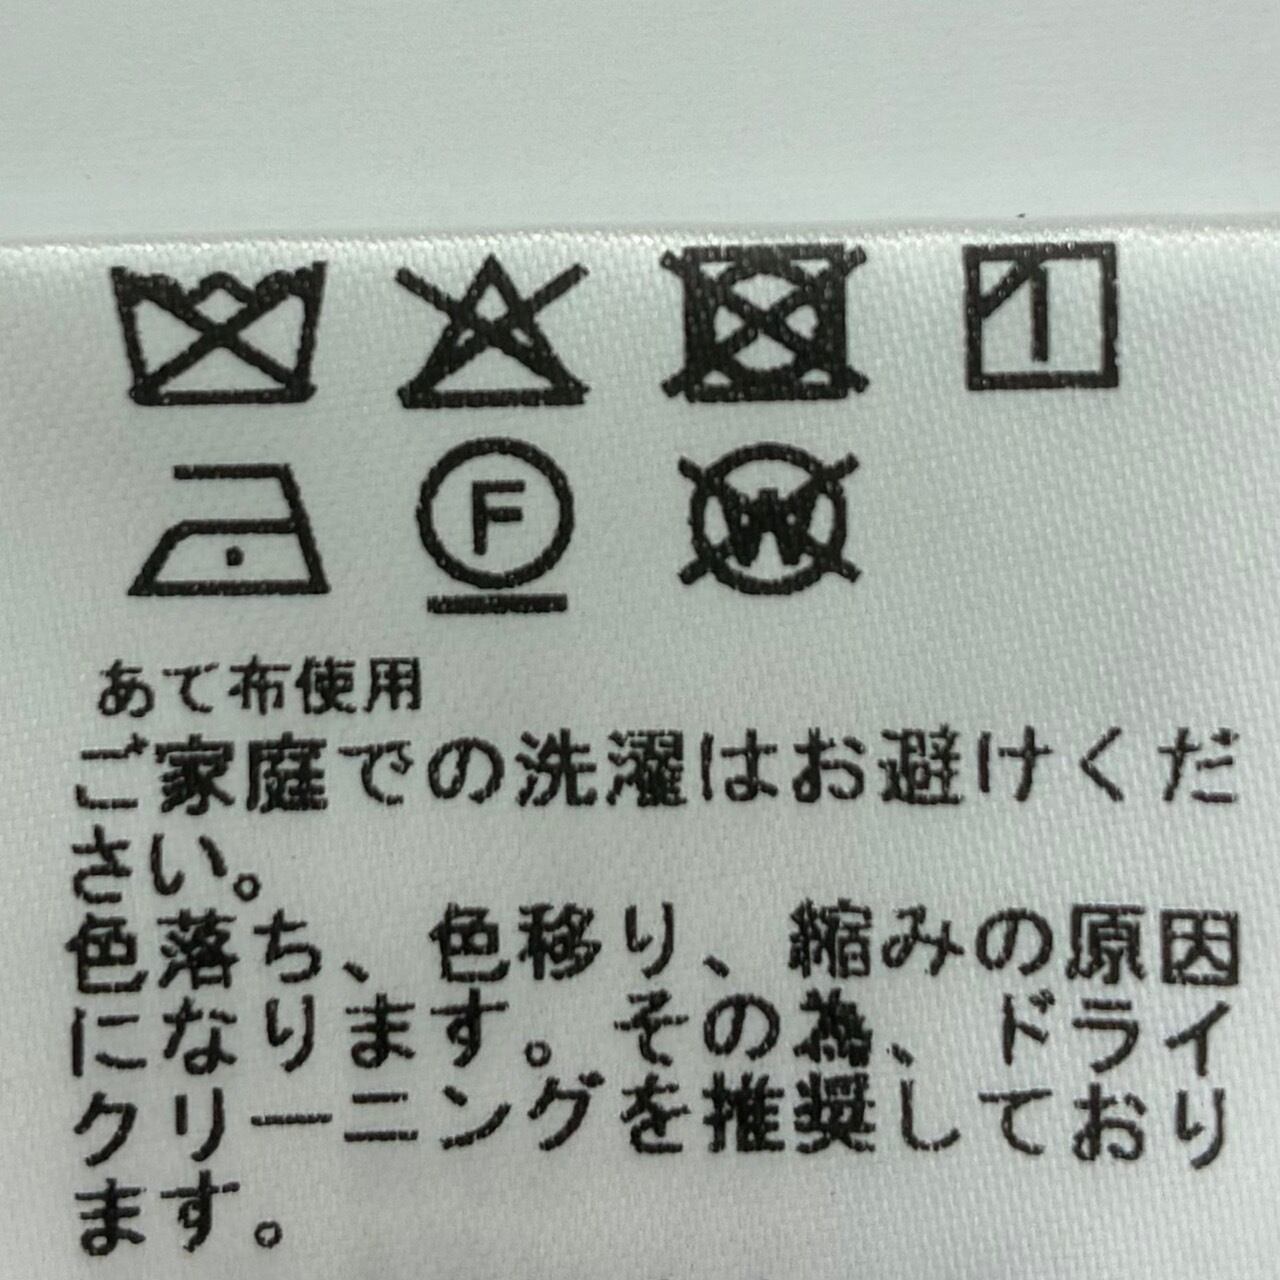 F
W
あて布使用
ご家庭での洗濯はお避けくだ
さい。
色落ち、色移り、縮みの原因
になります。その為、ドライ
クリーニングを推奨しており
ます。